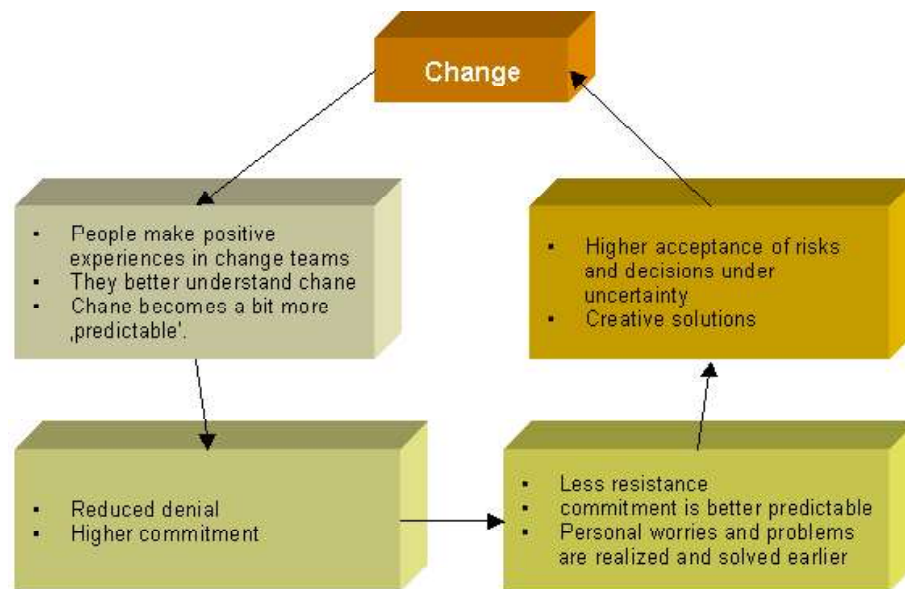 Change
▪ People make positive
experiences in change teams
▪ They better understand chane
▪ Chane becomes a bit more
‚predictable'.
▪ Reduced denial
▪ Higher commitment
▪ Less resistance
▪ commitment is better predictable
▪ Personal worries and problems
are realized and solved earlier
▪ Higher acceptance of risks
and decisions under
uncertainty
▪ Creative solutions